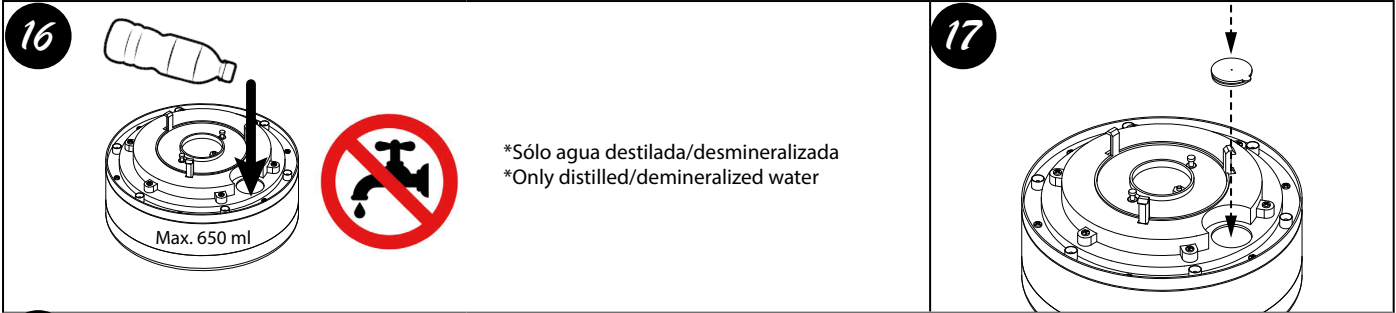 16
Max. 650 ml
*Sólo agua destilada/desmineralizada
*Only distilled/demineralized water
17